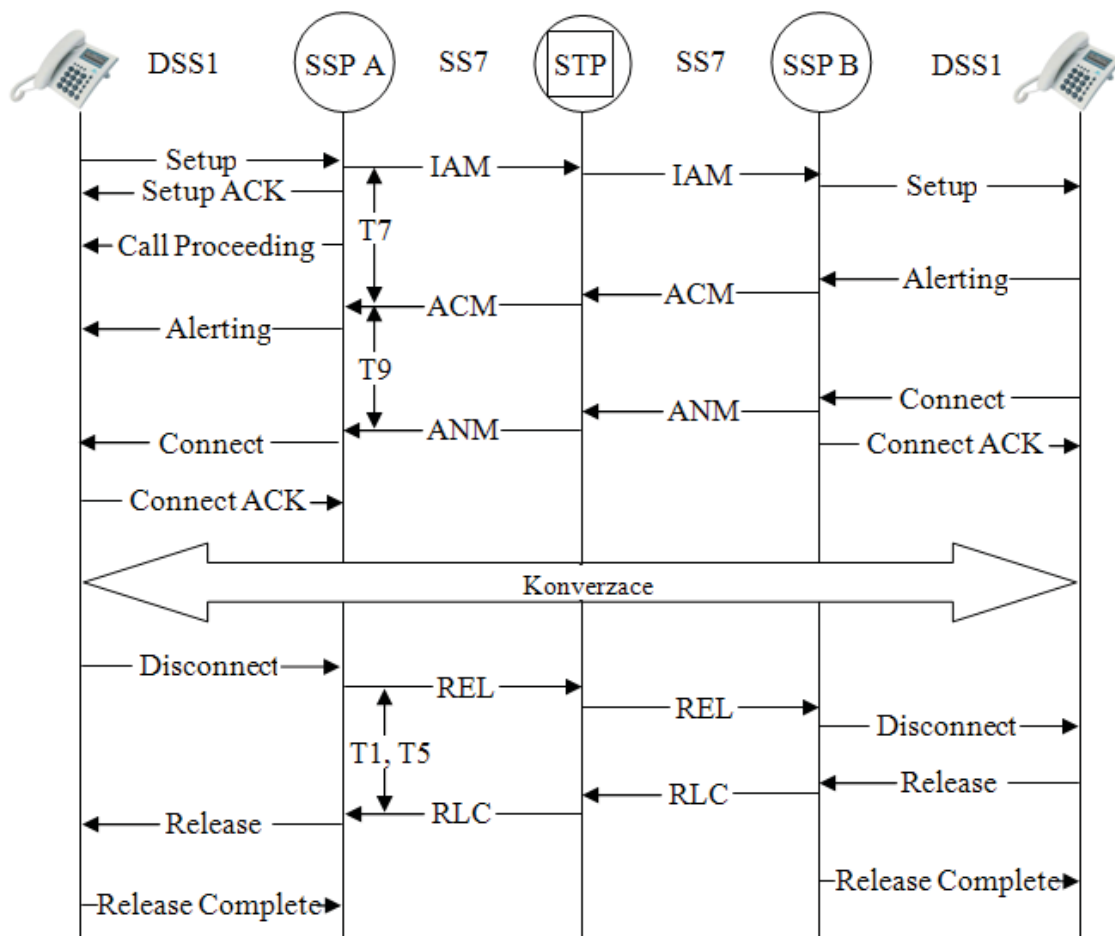 DSS1 SSP A SS7 STP SS7 SSP B DSS1
Setup IAM IAM Setup
Setup ACK
T7
Call Proceeding
ACM ACM Alerting
Alerting
T9
ANM ANM Connect
Connect Connect ACK
Connect ACK
Konverzace
Disconnect
REL REL Disconnect
T1, T5
RLC RLC Release
Release
Release Complete
Release Complete